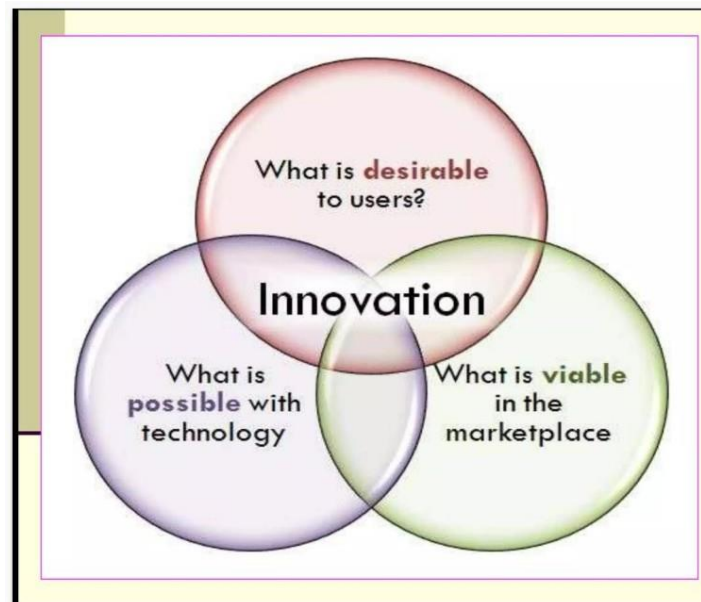 What is desirable
to users?
Innovation
What is
possible with
technology
What is viable
in the
marketplace